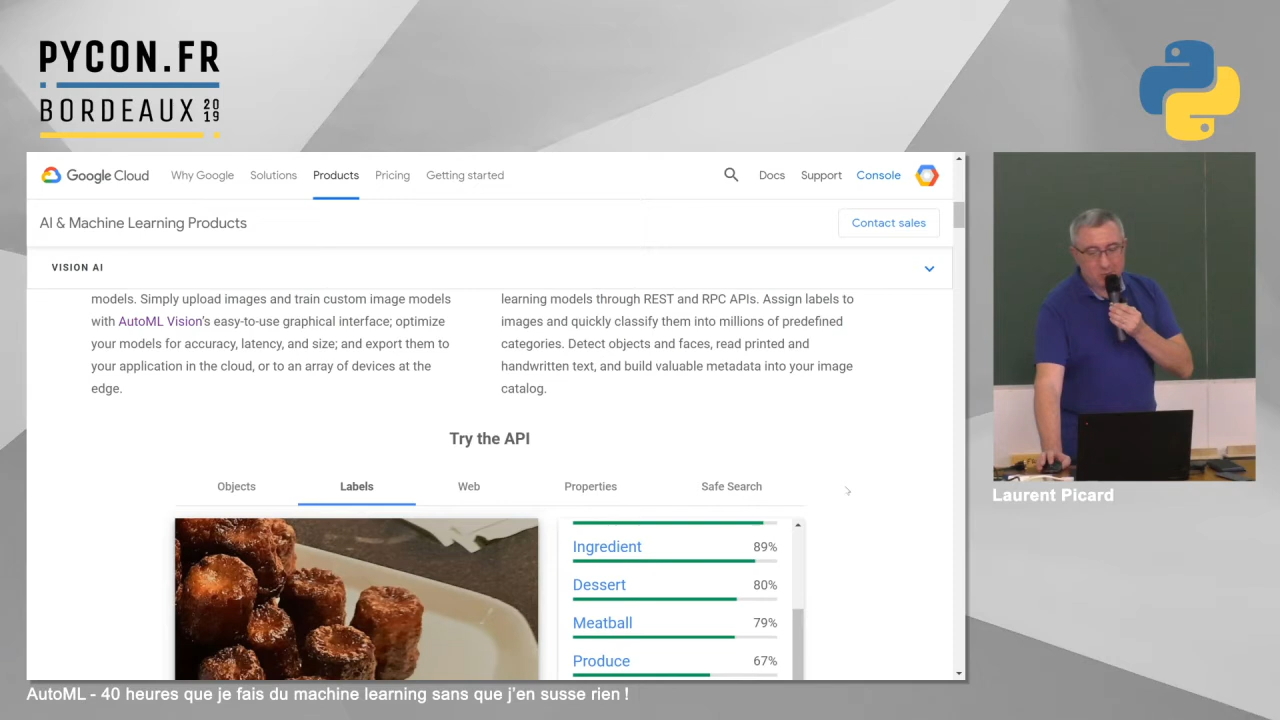 PYCON.FR
BORDEAUX 2019
Google Cloud Why Google Solutions Products Pricing Getting started Docs Support Console
AI & Machine Learning Products Contact sales
VISION AI
models. Simply upload images and train custom image models
with AutoML Vision's easy-to-use graphical interface; optimize
your models for accuracy, latency, and size; and export them to
your application in the cloud, or to an array of devices at the
edge.
learning models through REST and RPC APIs. Assign labels to
images and quickly classify them into millions of predefined
categories. Detect objects and faces, read printed and
handwritten text, and build valuable metadata into your image
catalog.
Try the API
Objects Labels Web Properties Safe Search
Ingredient 89%
Dessert 80%
Meatball 79%
Produce 67%
Laurent Picard
AutoML - 40 heures que je fais du machine learning sans que j'en susse rien !